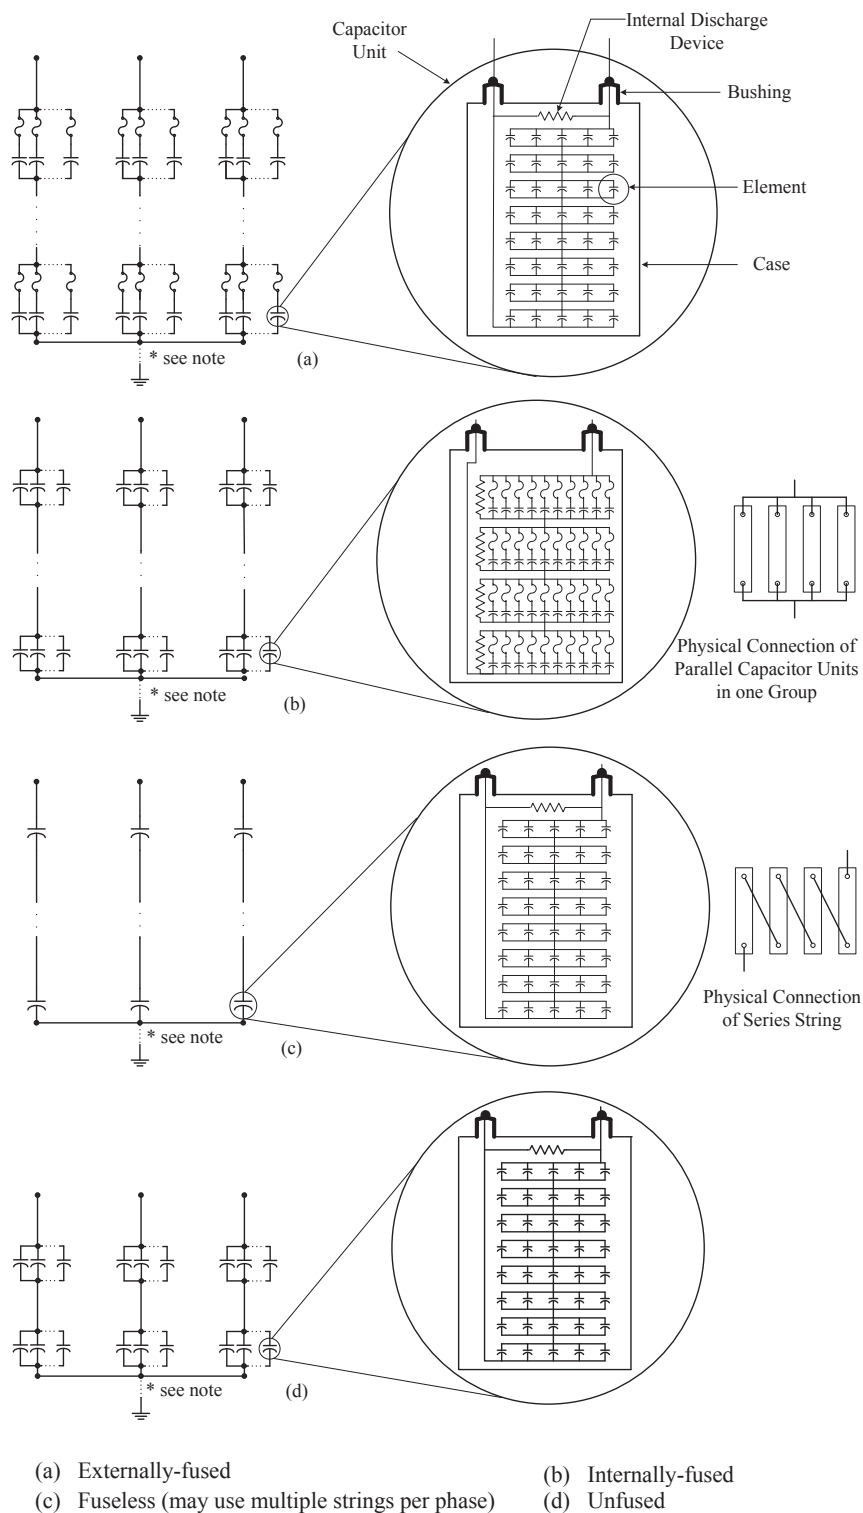 Capacitor
Unit
Internal Discharge
Device
Bushing
Element
Case
* see note
(a)
* see note
(b)
Physical Connection of
Parallel Capacitor Units
in one Group
* see note
(c)
Physical Connection
of Series String
* see note
(d)
(a) Externally-fused
(b) Internally-fused
(c) Fuseless (may use multiple strings per phase)
(d) Unfused